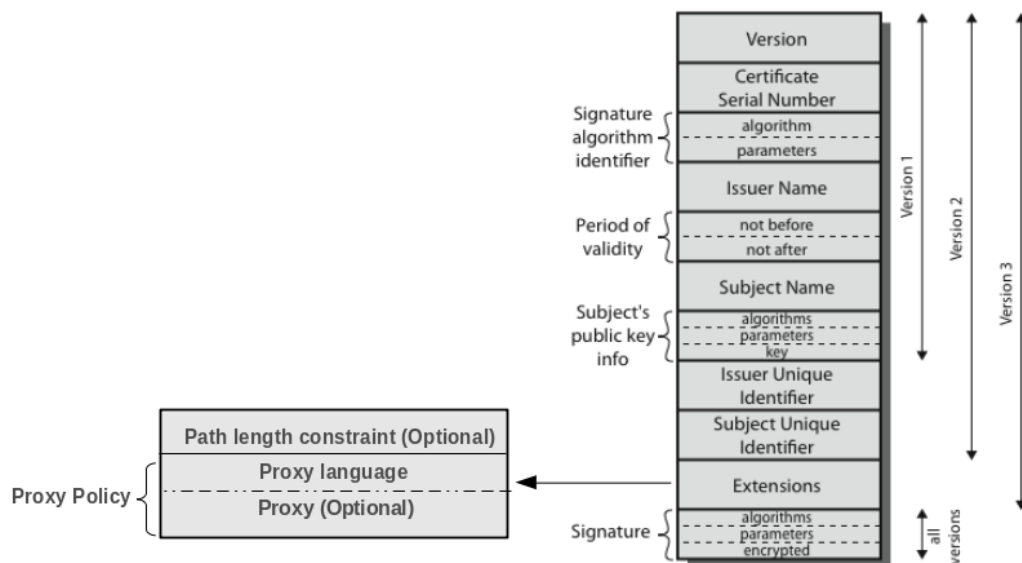 Version
Certificate
Serial Number
Signature
algorithm
identifier
algorithm
parameters
Issuer Name
Period of
validity
not before
not after
Subject Name
Subject's
public key
info
algorithms
parameters
key
Issuer Unique
Identifier
Subject Unique
Identifier
Extensions
Signature
algorithms
parameters
encrypted
Version 1
Version 2
Version 3
all
versions
Path length constraint (Optional)
Proxy Policy
Proxy language
Proxy (Optional)